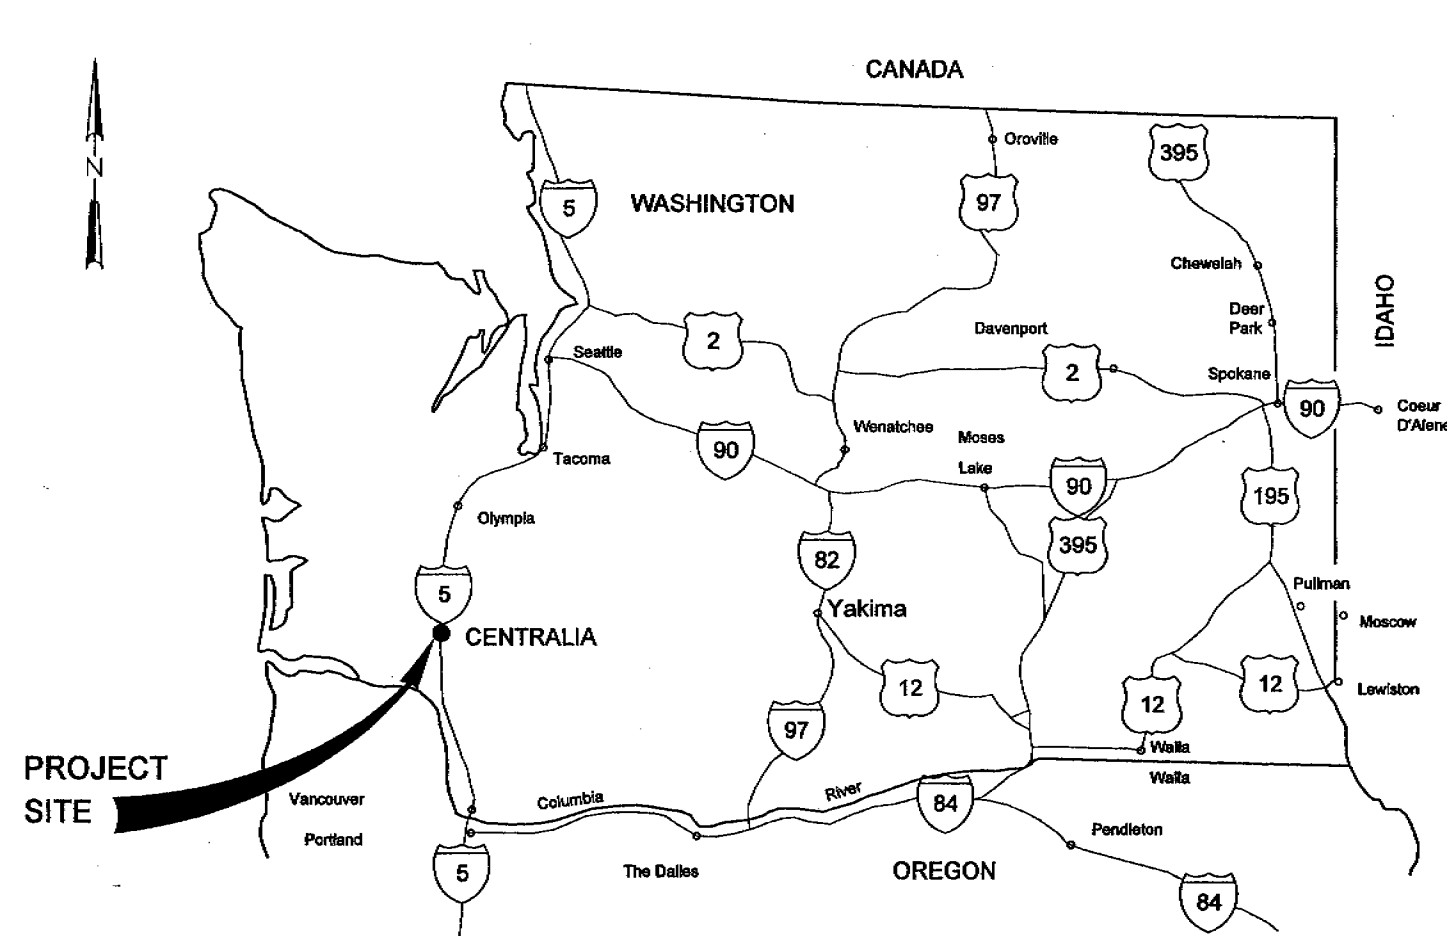 CANADA
N
Oroville
395
5
WASHINGTON
97
Chewelah
IDAHO
Deer
Park
2
Davenport
Seattle
2
Spokane
90
Coeur
D'Alene
Wenatchee
Moses
90
Tacoma
Lake
90
195
Olympia
395
82
5
Pullman
Yakima
Moscow
CENTRALIA
12
12
Lewiston
12
97
Walla
Walla
PROJECT
SITE
Vancouver
Columbia
River
84
Portland
Pendleton
5
The Dalles
OREGON
84